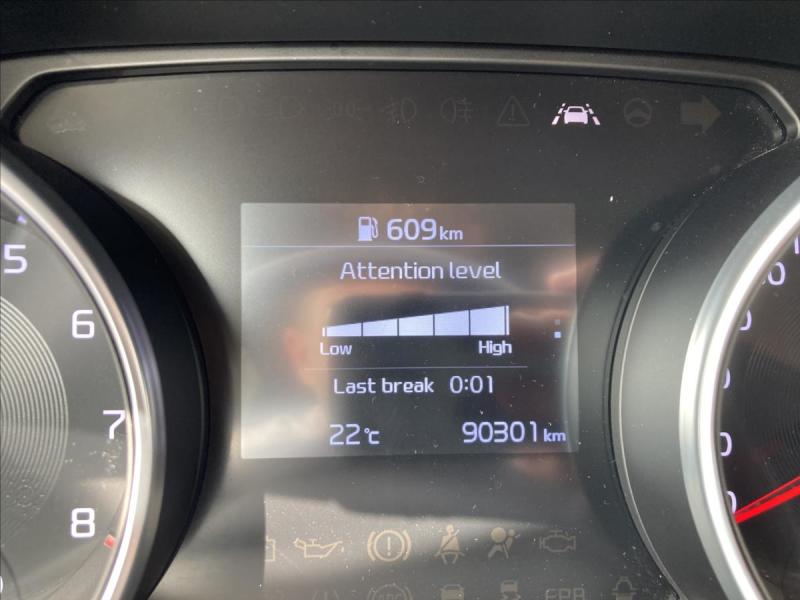 609km
Attention level
Low High
Last break 0:01
22°c 90301km
5
6
7
8
EPB